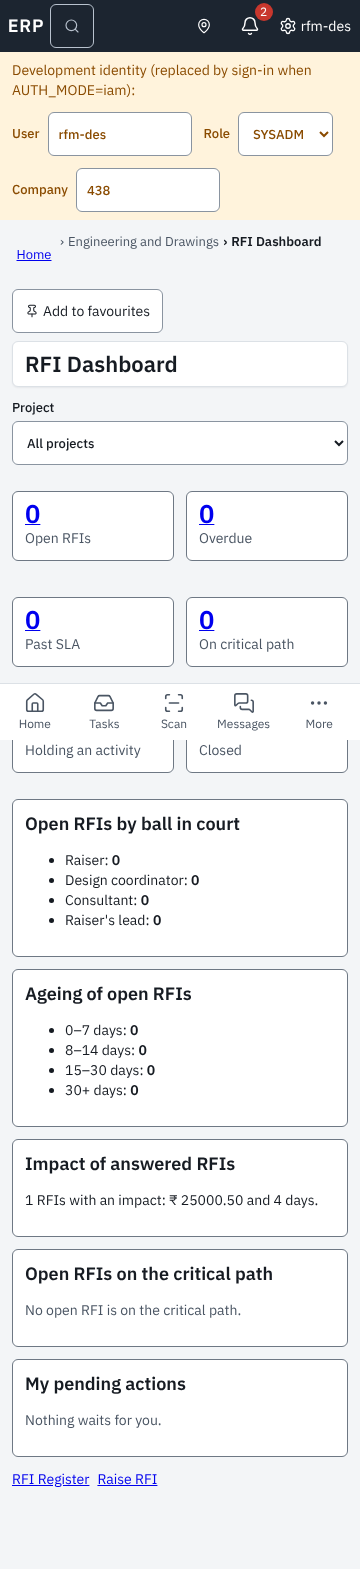 ERP
2
rfm-des
Development identity (replaced by sign-in when
AUTH_MODE=iam):
User rfm-des Role SYSADM
Company 438
Home › Engineering and Drawings › RFI Dashboard
Add to favourites
RFI Dashboard
Project
All projects
0 0
Open RFIs Overdue
0 0
Past SLA On critical path
Home Tasks Scan Messages More
Holding an activity Closed
Open RFIs by ball in court
• Raiser: 0
• Design coordinator: 0
• Consultant: 0
• Raiser's lead: 0
Ageing of open RFIs
• 0–7 days: 0
• 8–14 days: 0
• 15–30 days: 0
• 30+ days: 0
Impact of answered RFIs
1 RFIs with an impact: ₹ 25000.50 and 4 days.
Open RFIs on the critical path
No open RFI is on the critical path.
My pending actions
Nothing waits for you.
RFI Register Raise RFI